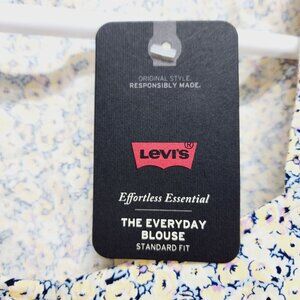 ORIGINAL STYLE.
RESPONSIBLY MADE.
LEVI'S®
Effortless Essential
THE EVERYDAY
BLOUSE
STANDARD FIT